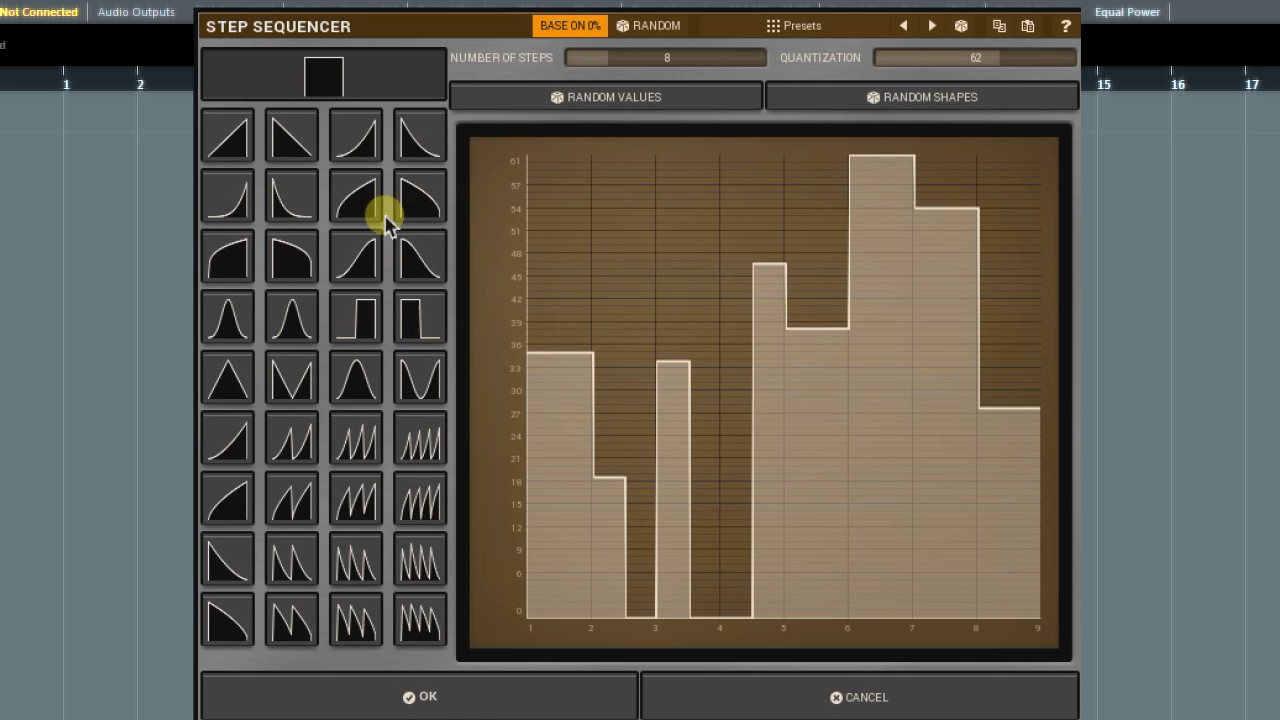 Not Connected
Audio Outputs
Equal Power
d
1 2 15 16 17
STEP SEQUENCER
BASE ON 0%
RANDOM
Presets
?
NUMBER OF STEPS 8
QUANTIZATION 62
RANDOM VALUES
RANDOM SHAPES
61
57
54
51
48
45
42
39
36
33
30
27
24
21
18
15
12
9
6
0
1 2 3 4 5 6 7 8 9
OK
CANCEL